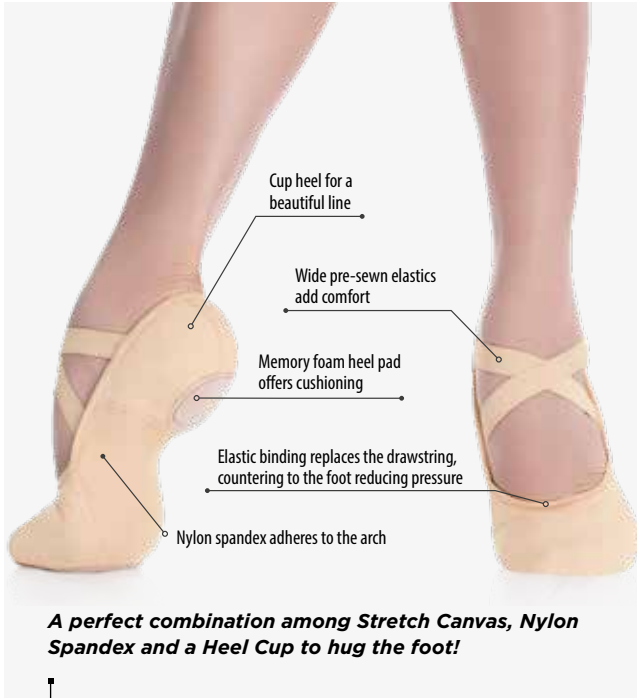 Cup heel for a
beautiful line
Wide pre-sewn elastics
add comfort
Memory foam heel pad
offers cushioning
Elastic binding replaces the drawstring,
countering to the foot reducing pressure
Nylon spandex adheres to the arch
A perfect combination among Stretch Canvas, Nylon
Spandex and a Heel Cup to hug the foot!